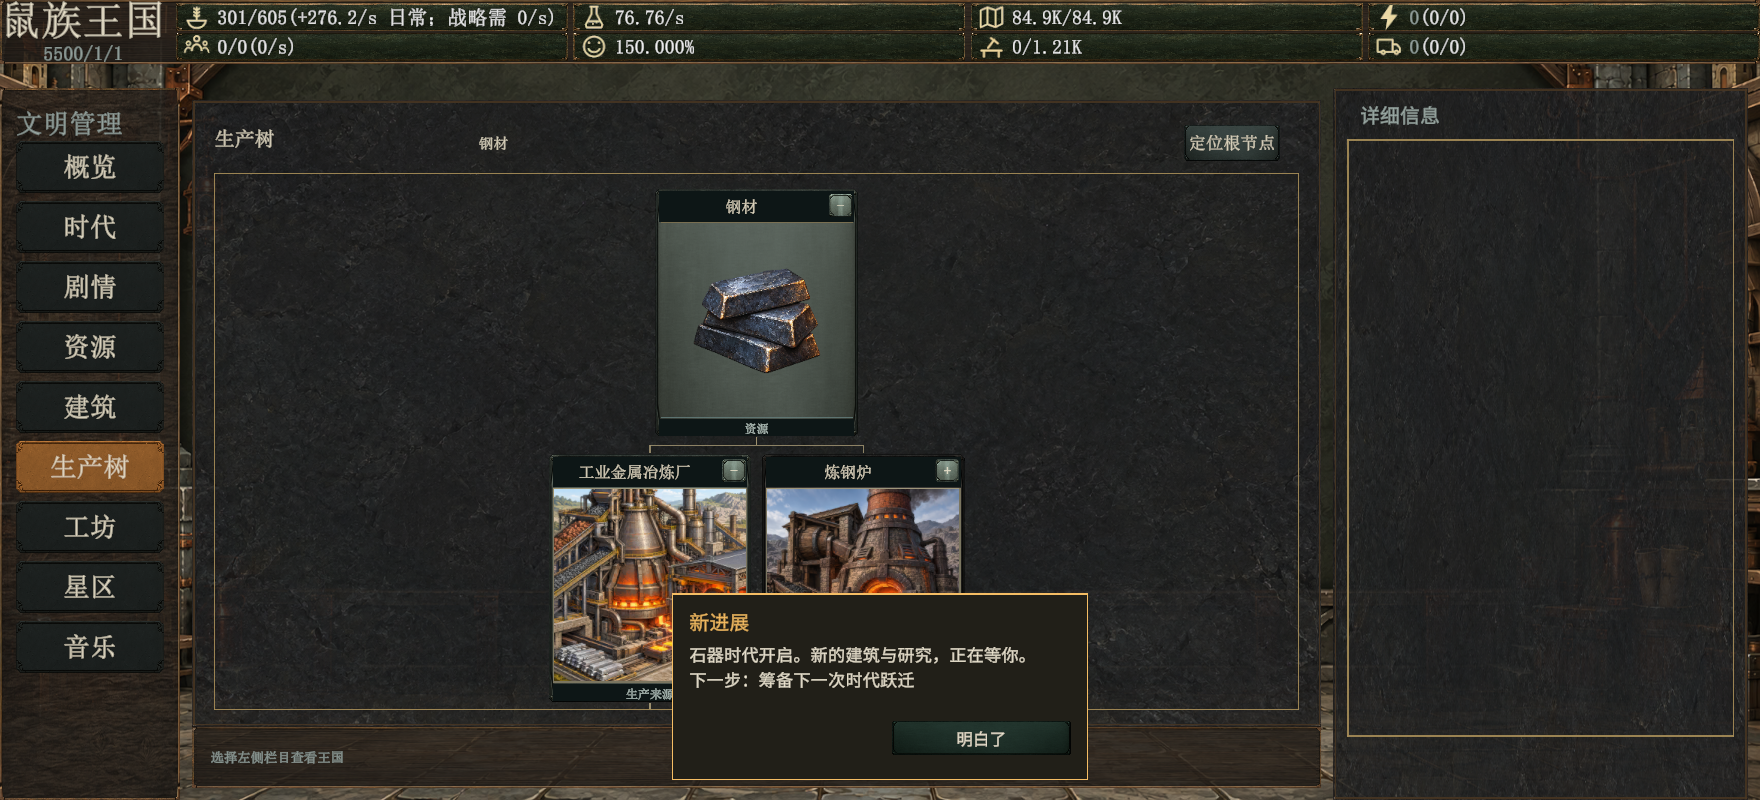 鼠族王国
5500/1/1
301/605(+276.2/s 日常; 战略需 0/s)
76.76/s
84.9K/84.9K
0(0/0)
0/0(0/s)
150.000%
0/1.21K
0(0/0)
文明管理
概览
时代
剧情
资源
建筑
生产树
工坊
星区
音乐
生产树
钢材
定位根节点
钢材
资源
工业金属冶炼厂
炼钢炉
生产来源
新进展
石器时代开启。新的建筑与研究，正在等你。
下一步：筹备下一次时代跃迁
明白了
选择左侧栏目查看王国
详细信息